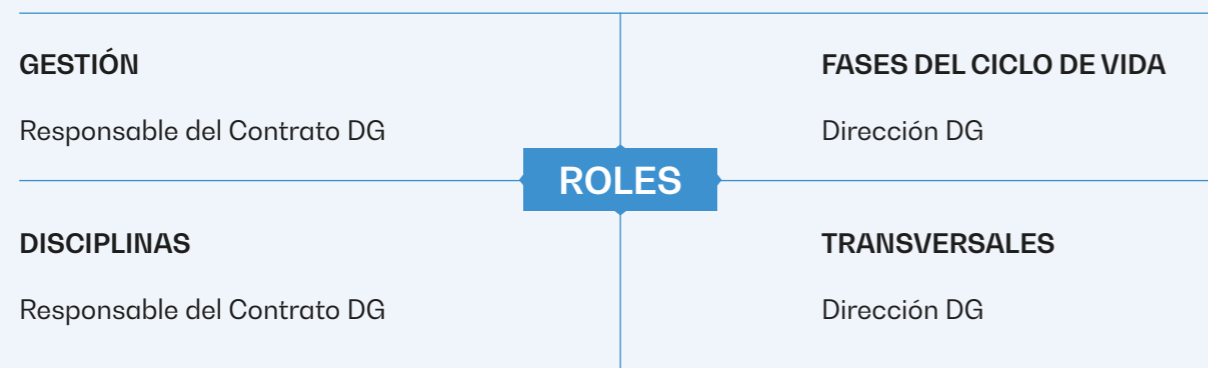 GESTIÓN
Responsable del Contrato DG
FASES DEL CICLO DE VIDA
Dirección DG
ROLES
DISCIPLINAS
Responsable del Contrato DG
TRANSVERSALES
Dirección DG